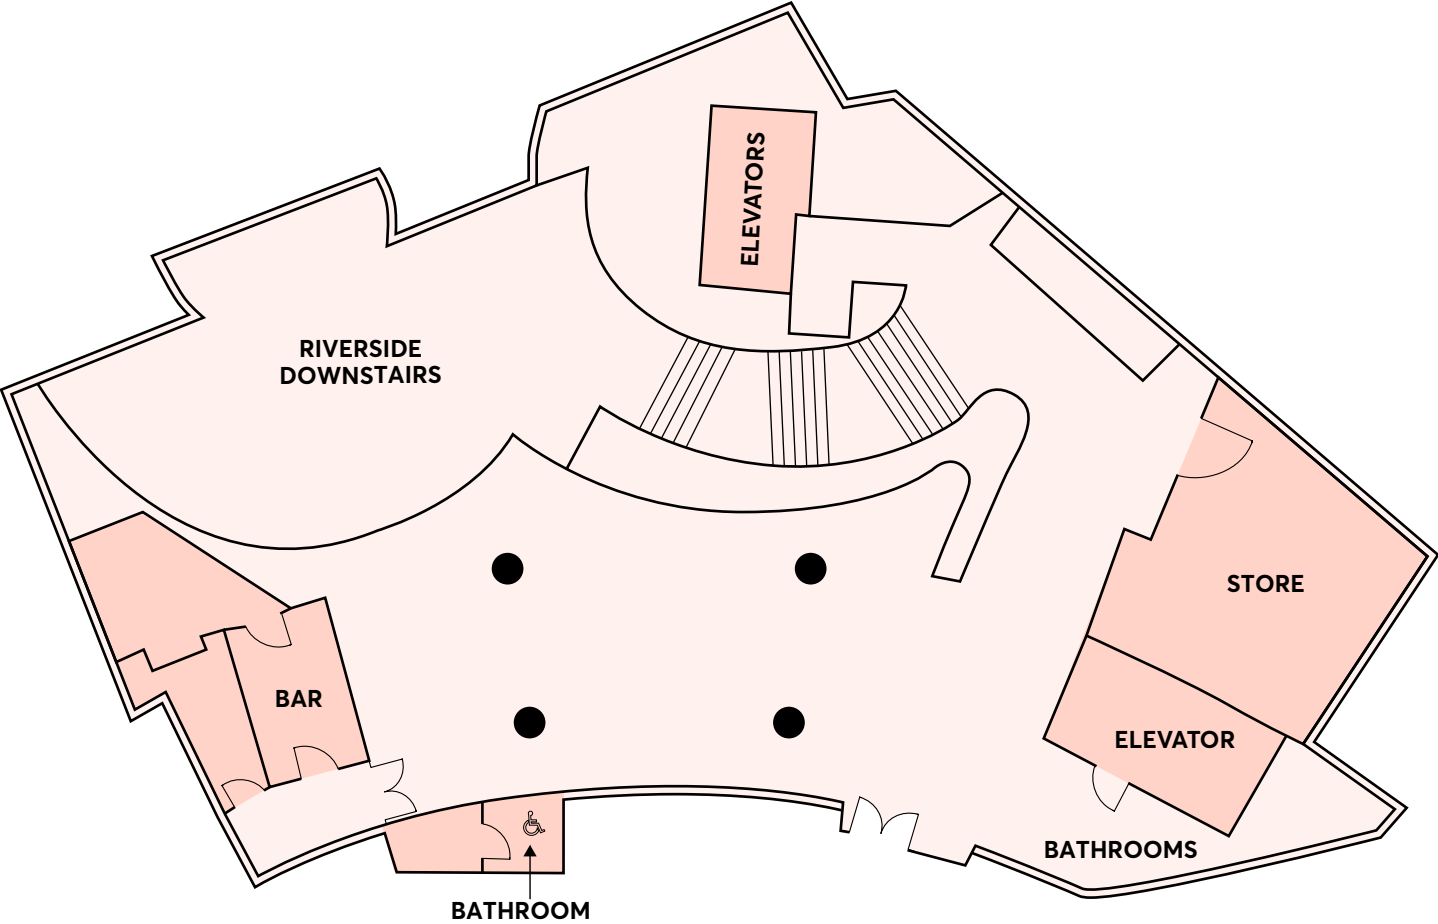 ELEVATORS
RIVERSIDE
DOWNSTAIRS
STORE
BAR
ELEVATOR
BATHROOMS
BATHROOM